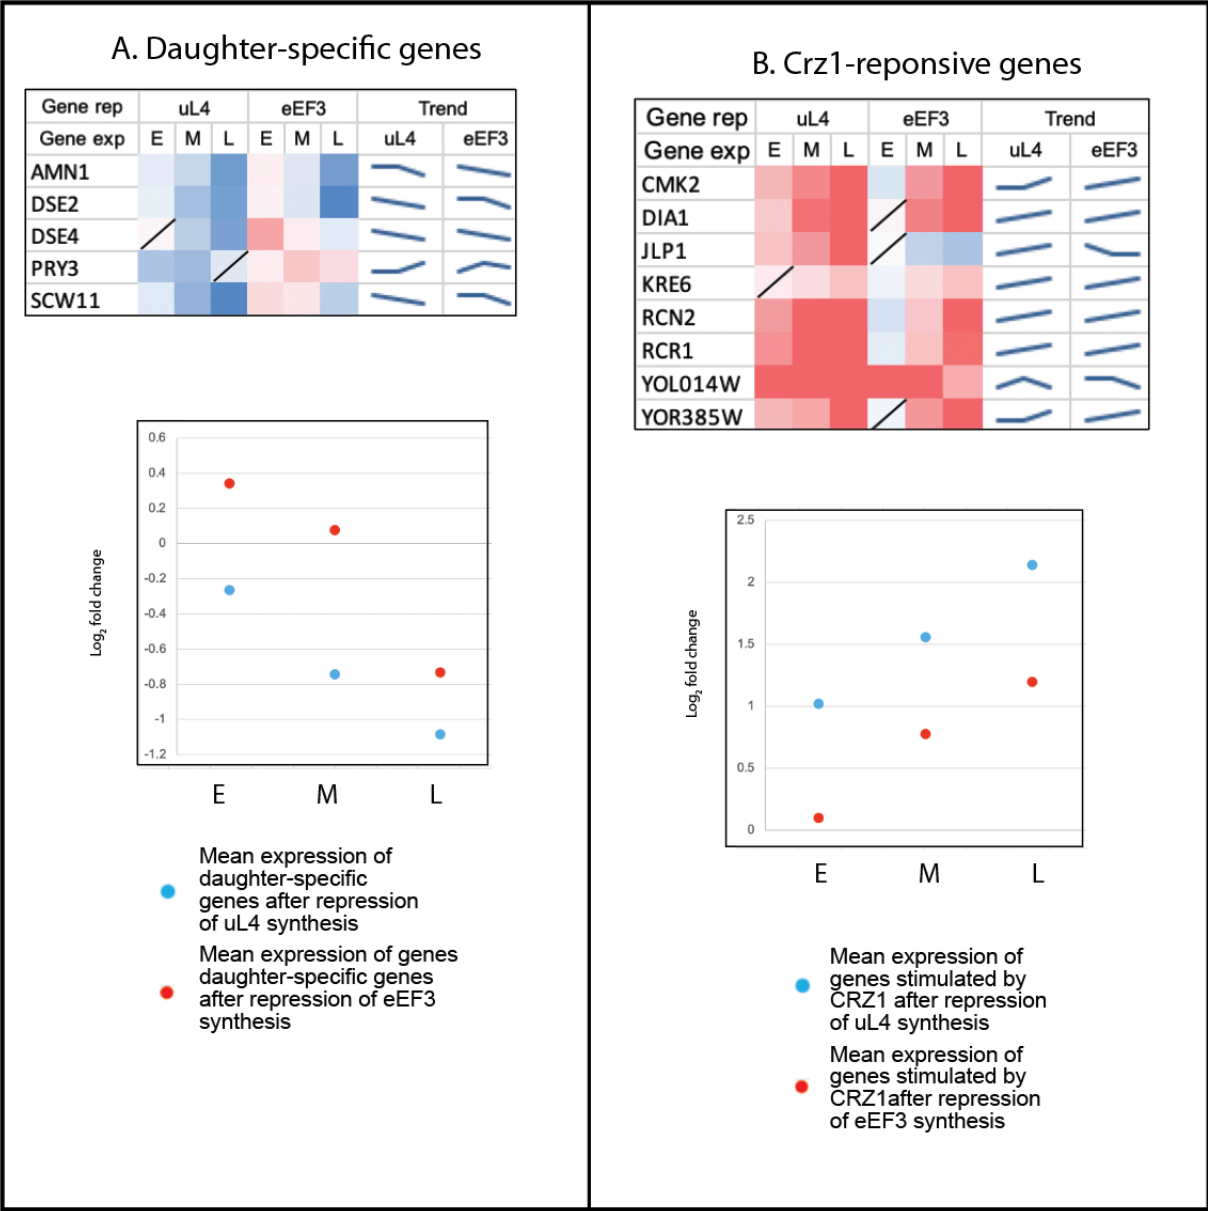 A. Daughter-specific genes
Gene rep uL4 eEF3 Trend
Gene exp E M L E M L uL4 eEF3
AMN1
DSE2
DSE4
PRY3
SCW11
0.6
0.4
0.2
0
-0.2
-0.4
-0.6
-0.8
-1
-1.2
Log2 fold change
E M L
Mean expression of
daughter-specific
genes after repression
of uL4 synthesis
Mean expression of genes
daughter-specific genes
after repression of eEF3
synthesis
B. Crz1-reponsive genes
Gene rep uL4 eEF3 Trend
Gene exp E M L E M L uL4 eEF3
CMK2
DIA1
JLP1
KRE6
RCN2
RCR1
YOL014W
YOR385W
2.5
2
1.5
1
0.5
0
Log2 fold change
E M L
Mean expression of
genes stimulated by
CRZ1 after repression
of uL4 synthesis
Mean expression of
genes stimulated by
CRZ1after repression
of eEF3 synthesis